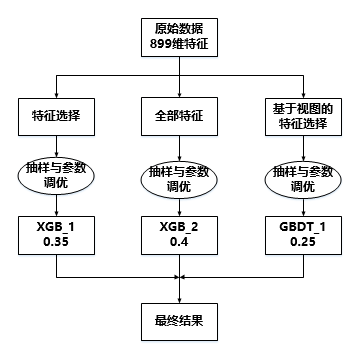 原始数据
899维特征
特征选择
全部特征
基于视图的
特征选择
抽样与参数
调优
抽样与参数
调优
抽样与参数
调优
XGB_1
0.35
XGB_2
0.4
GBDT_1
0.25
最终结果